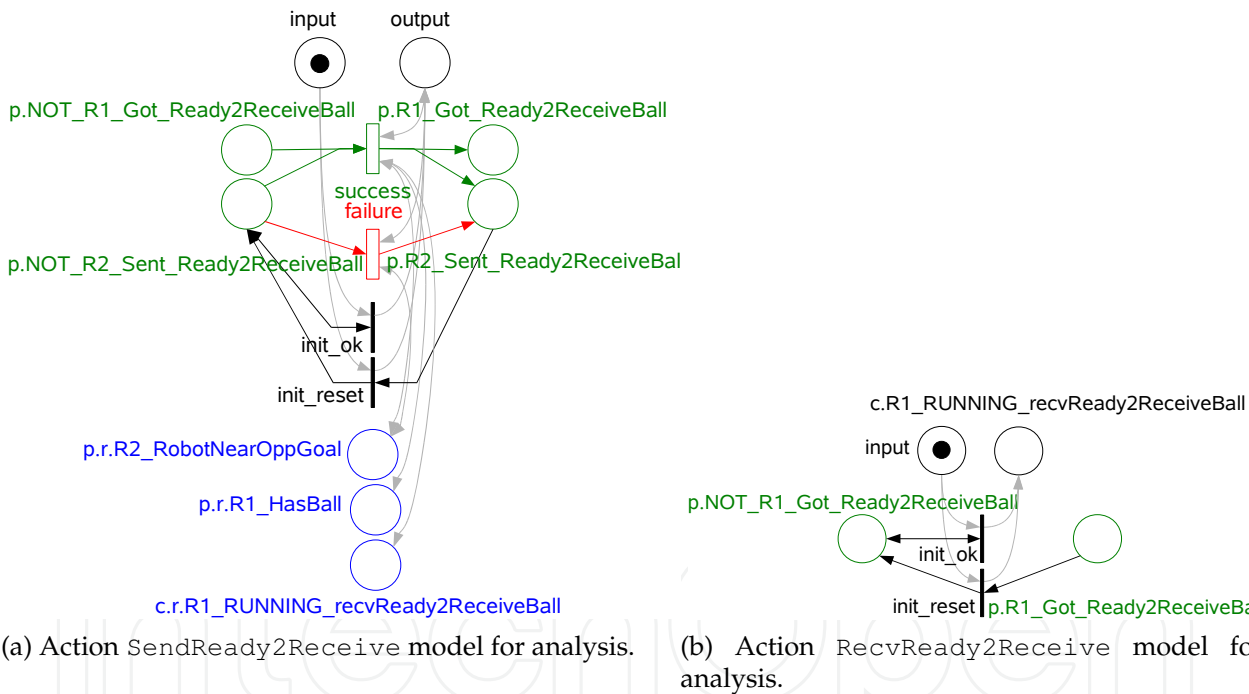 input
output
p.NOT_R1_Got_Ready2ReceiveBall
p.R1_Got_Ready2ReceiveBall
success
failure
p.NOT_R2_Sent_Ready2ReceiveBall
p.R2_Sent_Ready2ReceiveBal
init_ok
init_reset
p.r.R2_RobotNearOppGoal
p.r.R1_HasBall
c.r.R1_RUNNING_recvReady2ReceiveBall
(a) Action SendReady2Receive model for analysis.
c.R1_RUNNING_recvReady2ReceiveBall
input
p.NOT_R1_Got_Ready2ReceiveBall
init_ok
init_reset
p.R1_Got_Ready2ReceiveBa
(b) Action RecvReady2Receive model fo
analysis.
intechopen